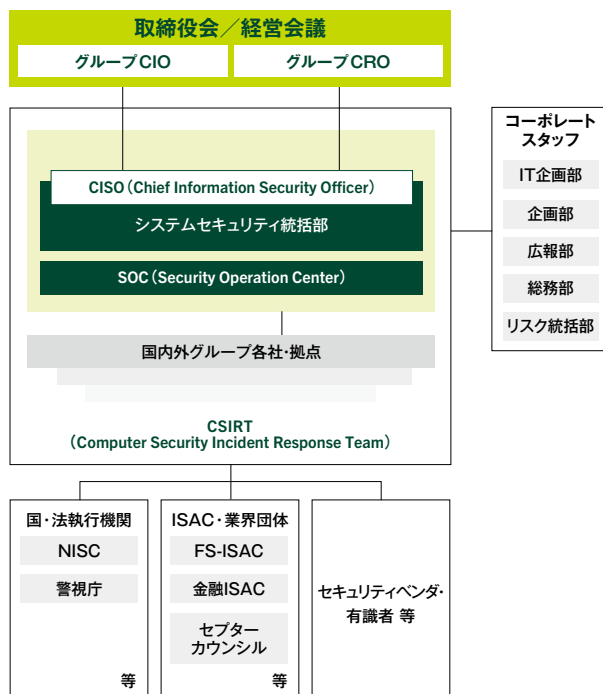 取締役会／経営会議
グループCIO
グループCRO
CISO（Chief Information Security Officer）
システムセキュリティ統括部
SOC（Security Operation Center）
国内外グループ各社・拠点
CSIRT
（Computer Security Incident Response Team）
コーポレート
スタッフ
IT企画部
企画部
広報部
総務部
リスク統括部
国・法執行機関
NISC
警視庁
等
ISAC・業界団体
FS-ISAC
金融ISAC
セプター
カウンシル
等
セキュリティベンダ・
有識者 等